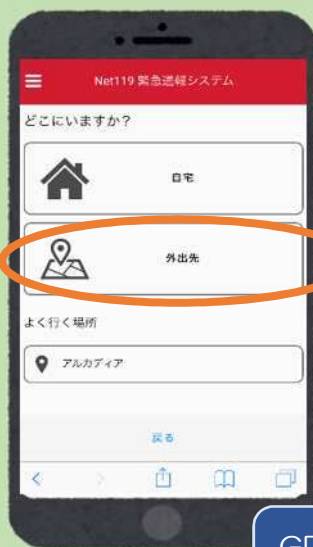 Net119 緊急通報システム
どこにいますか？
自宅
外出先
よく行く場所
アルカディア
戻る